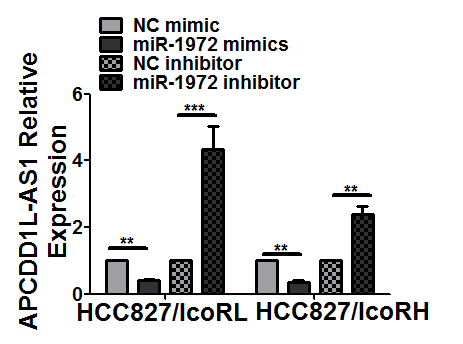 NC mimic
miR-1972 mimics
NC inhibitor
miR-1972 inhibitor
APCDD1L-AS1 Relative
Expression
6
4
2
0
**
***
**
**
HCC827/IcoRL
HCC827/IcoRH